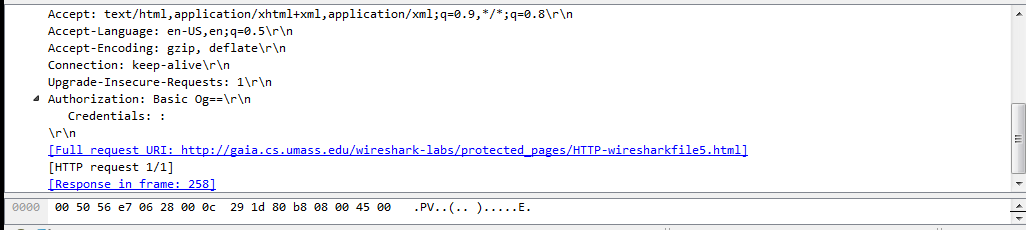 Accept: text/html,application/xhtml+xml,application/xml;q=0.9,*/*;q=0.8\r\n
Accept-Language: en-US,en;q=0.5\r\n
Accept-Encoding: gzip, deflate\r\n
Connection: keep-alive\r\n
Upgrade-Insecure-Requests: 1\r\n
Authorization: Basic Og==\r\n
Credentials: :
\r\n
[Full request URI: http://gaia.cs.umass.edu/wireshark-labs/protected_pages/HTTP-wiresharkfile5.html]
[HTTP request 1/1]
[Response in frame: 258]
0000 00 50 56 e7 06 28 00 0c 29 1d 80 b8 08 00 45 00 .PV..(.. ).....E.